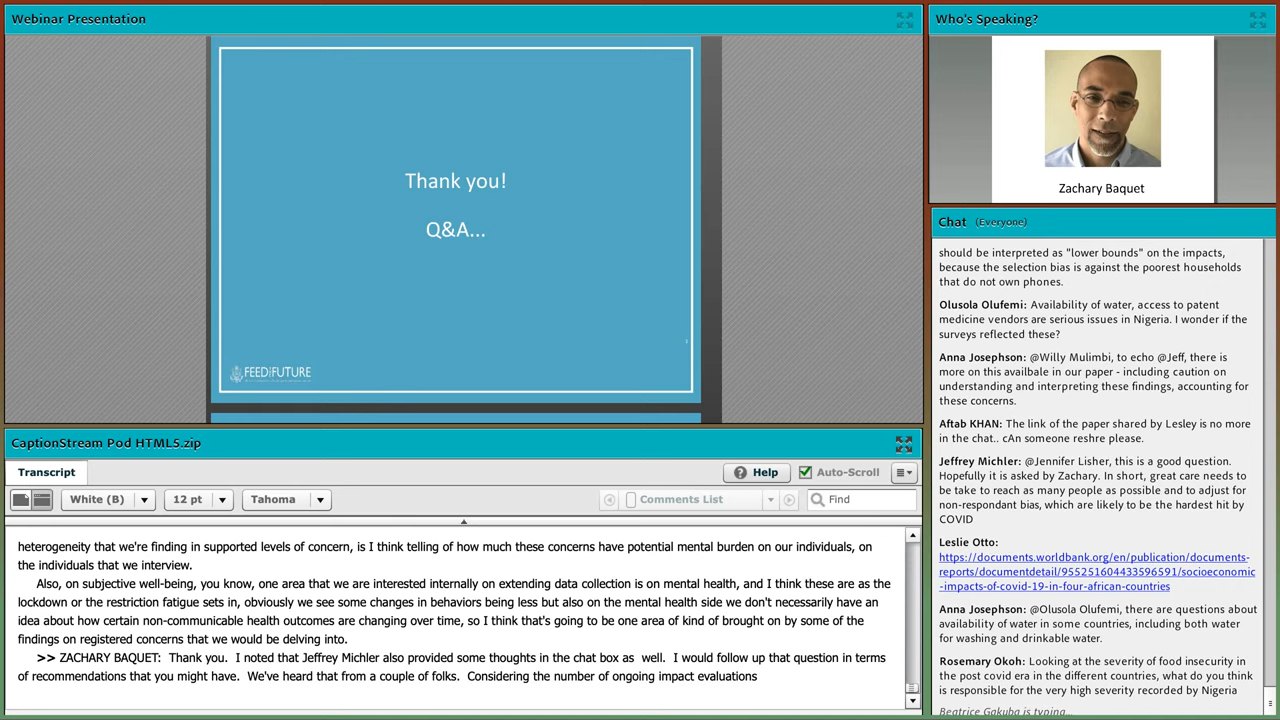 Webinar Presentation
Thank you!
Q&A...
FEED THE FUTURE
Who's Speaking?
Zachary Baquet
Chat (Everyone)
should be interpreted as "lower bounds" on the impacts,
because the selection bias is against the poorest households
that do not own phones.
Olusola Olufemi: Availability of water, access to patent
medicine vendors are serious issues in Nigeria. I wonder if the
surveys reflected these?
Anna Josephson: @Willy Mulimbi, to echo @Jeff, there is
more on this availbale in our paper - including caution on
understanding and interpreting these findings, accounting for
these concerns.
Aftab KHAN: The link of the paper shared by Lesley is no more
in the chat.. cAn someone reshre please.
Jeffrey Michler: @Jennifer Lisher, this is a good question.
Hopefully it is asked by Zachary. In short, great care needs to
be take to reach as many people as possible and to adjust for
non-respondant bias, which are likely to be the hardest hit by
COVID
Leslie Otto:
https://documents.worldbank.org/en/publication/documents-
reports/documentdetail/955251604433596591/socioeconomic
-impacts-of-covid-19-in-four-african-countries
Anna Josephson: @Olusola Olufemi, there are questions about
availability of water in some countries, including both water
for washing and drinkable water.
Rosemary Okoh: Looking at the severity of food insecurity in
the post covid era in the different countries, what do you think
is responsible for the very high severity recorded by Nigeria
Beatrice Gakuba is typing...
CaptionStream Pod HTML5.zip
Transcript
Help
Auto-Scroll
White (B)
12 pt
Tahoma
Comments List
Find
heterogeneity that we're finding in supported levels of concern, is I think telling of how much these concerns have potential mental burden on our individuals, on
the individuals that we interview.
Also, on subjective well-being, you know, one area that we are interested internally on extending data collection is on mental health, and I think these are as the
lockdown or the restriction fatigue sets in, obviously we see some changes in behaviors being less but also on the mental health side we don't necessarily have an
idea about how certain non-communicable health outcomes are changing over time, so I think that's going to be one area of kind of brought on by some of the
findings on registered concerns that we would be delving into.
>> ZACHARY BAQUET: Thank you. I noted that Jeffrey Michler also provided some thoughts in the chat box as well. I would follow up that question in terms
of recommendations that you might have. We've heard that from a couple of folks. Considering the number of ongoing impact evaluations